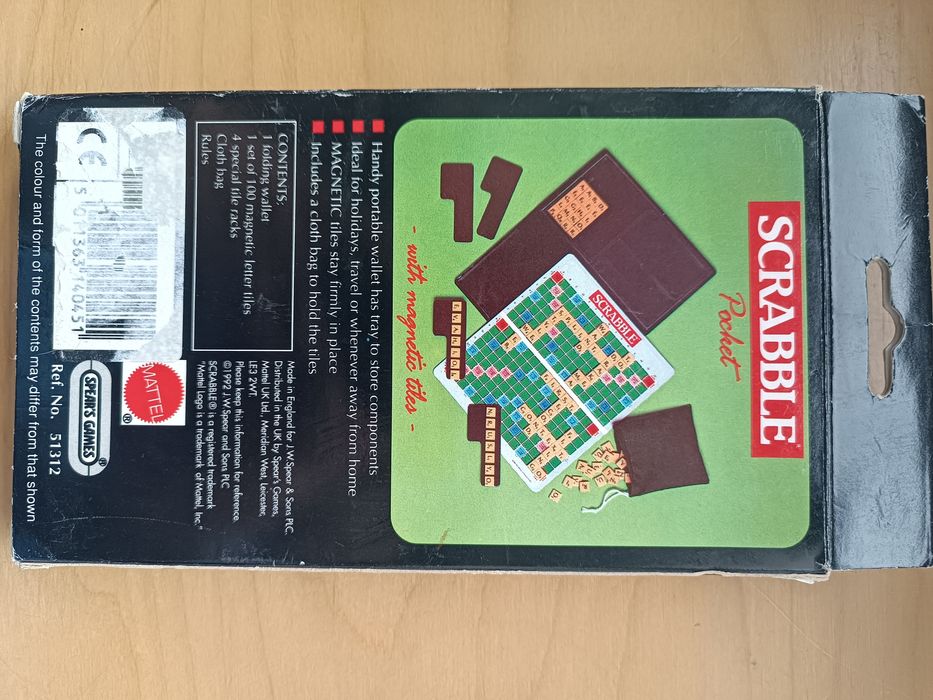 SCRABBLE
Pocket
SCRABBLE
- with magnetic tiles -
Handy portable wallet has tray to store components
Ideal for holidays, travel or whenever away from home
MAGNETIC tiles stay firmly in place
Includes a cloth bag to hold the tiles
CONTENTS:
1 folding wallet
1 set of 100 magnetic letter tiles
4 special tile racks
Cloth bag
Rules
Made in England for J.W.Spear & Sons PLC.
Distributed in the UK by Spear's Games,
Mattel UK Ltd., Meridian West, Leicester,
LE3 2WT
Please keep this information for reference.
©1992 J.W.Spear and Sons PLC
SCRABBLE® is a registered trademark
"Mattel Logo is a trademark of Mattel, Inc."
CE
MATTEL
®
SPEAR'S GAMES
®
Ref. No. 51312
The colour and form of the contents may differ from that shown